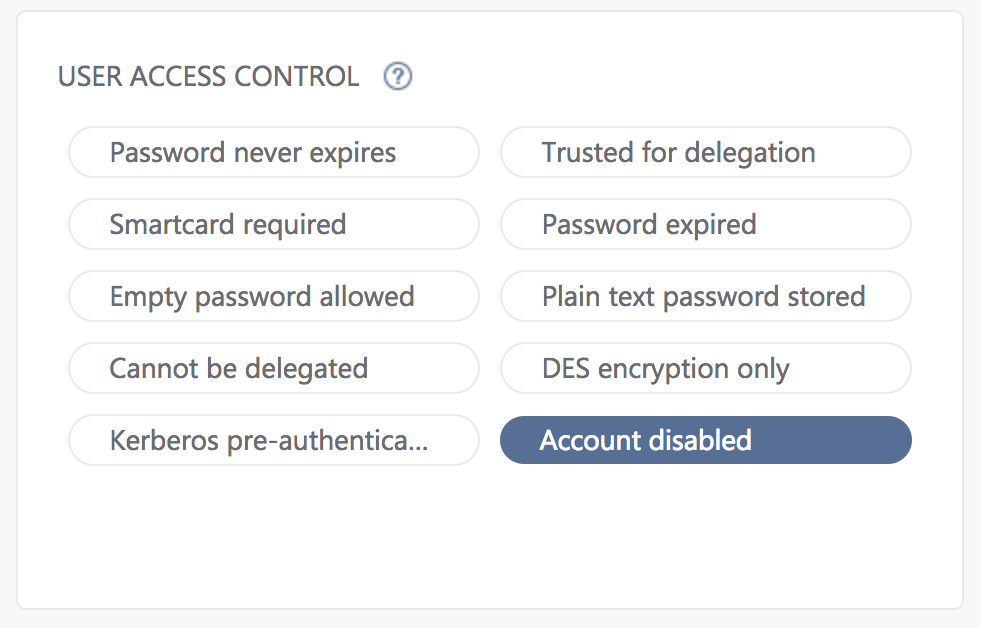 USER ACCESS CONTROL ?
Password never expires
Trusted for delegation
Smartcard required
Password expired
Empty password allowed
Plain text password stored
Cannot be delegated
DES encryption only
Kerberos pre-authentica...
Account disabled